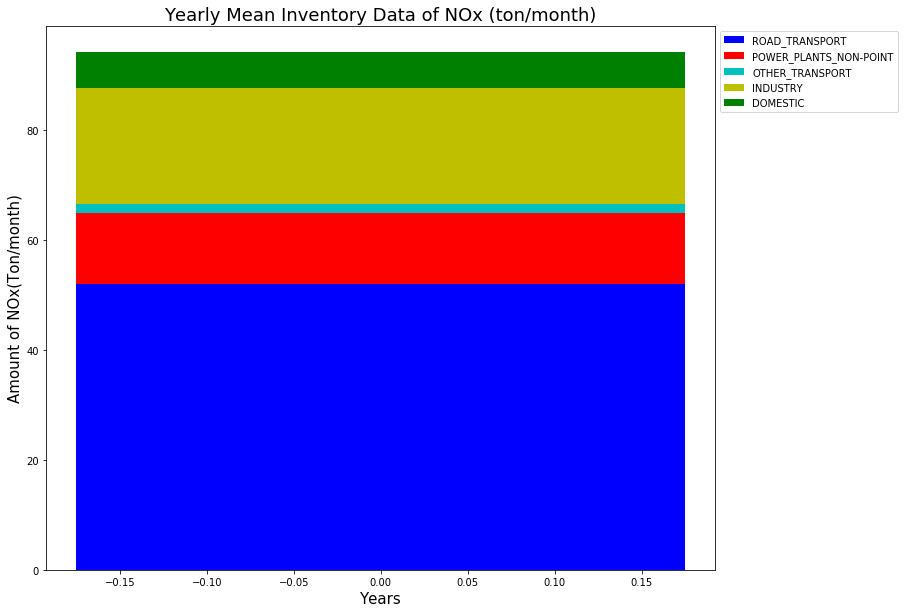 Yearly Mean Inventory Data of NOx (ton/month)
ROAD_TRANSPORT
POWER_PLANTS_NON-POINT
OTHER_TRANSPORT
INDUSTRY
DOMESTIC
Amount of NOx(Ton/month)
80
60
40
20
0
−0.15 −0.10 −0.05 0.00 0.05 0.10 0.15
Years